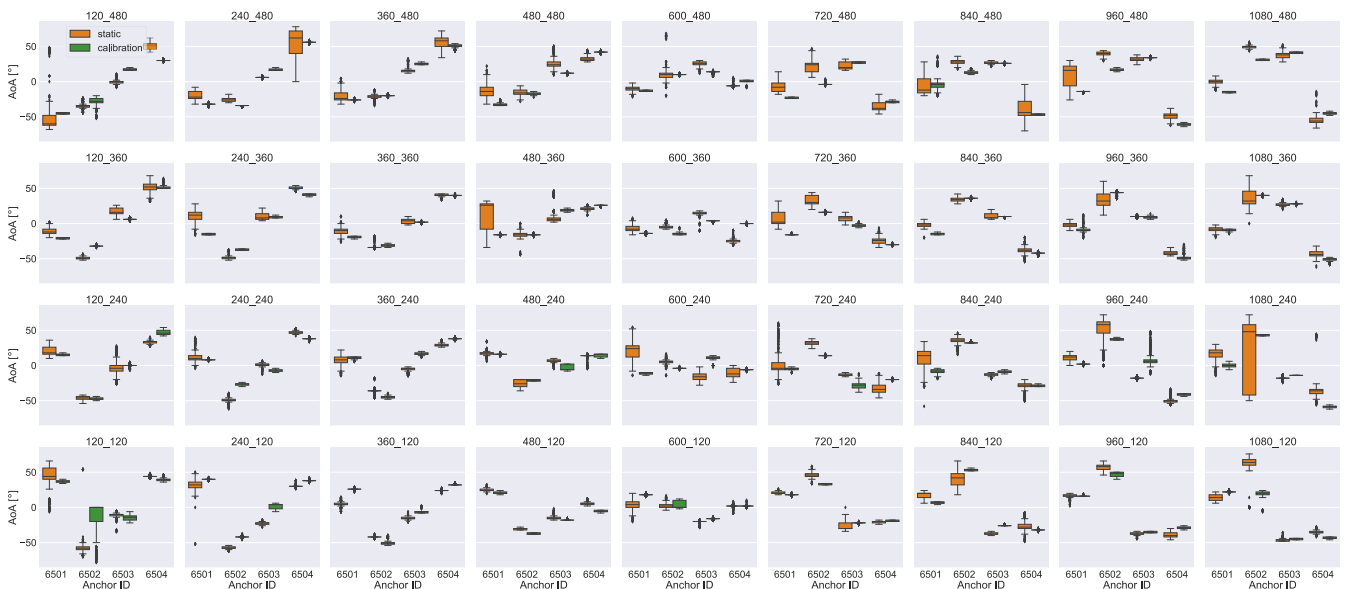 120_480 240_480 360_480 480_480 600_480 720_480 840_480 960_480 1080_480
static
calibration
AoA [°]
50
0
−50
120_360 240_360 360_360 480_360 600_360 720_360 840_360 960_360 1080_360
AoA [°]
50
0
−50
120_240 240_240 360_240 480_240 600_240 720_240 840_240 960_240 1080_240
AoA [°]
50
0
−50
120_120 240_120 360_120 480_120 600_120 720_120 840_120 960_120 1080_120
AoA [°]
50
0
−50
6501 6502 6503 6504 6501 6502 6503 6504 6501 6502 6503 6504 6501 6502 6503 6504 6501 6502 6503 6504 6501 6502 6503 6504 6501 6502 6503 6504 6501 6502 6503 6504 6501 6502 6503 6504
Anchor ID Anchor ID Anchor ID Anchor ID Anchor ID Anchor ID Anchor ID Anchor ID Anchor ID